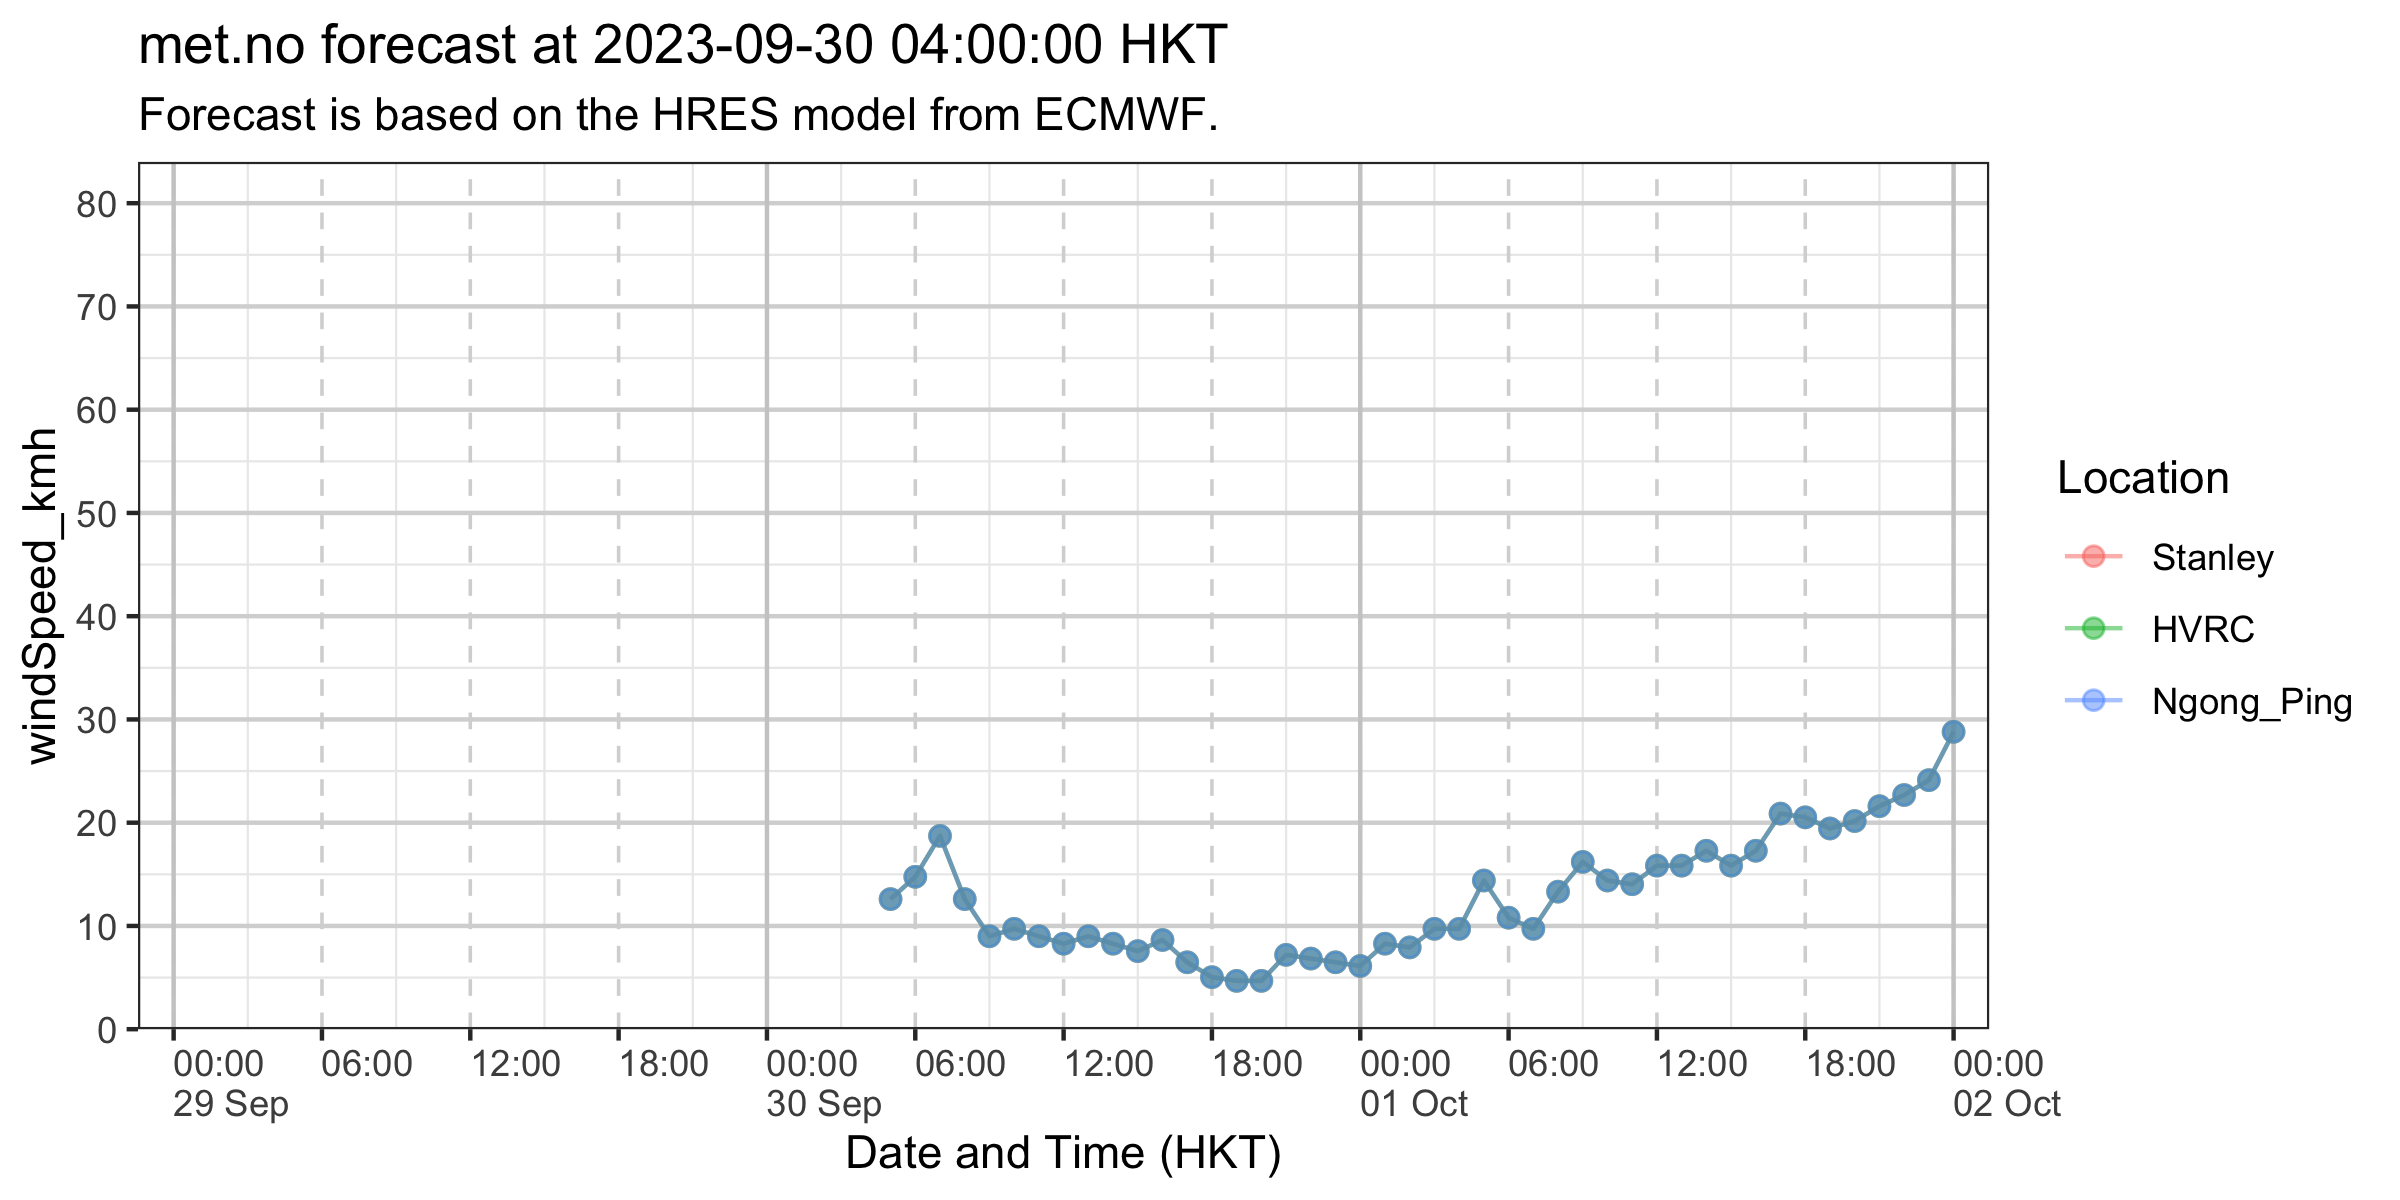 met.no forecast at 2023-09-30 04:00:00 HKT
Forecast is based on the HRES model from ECMWF.
windSpeed_kmh
80
70
60
50
40
30
20
10
0
00:00 06:00 12:00 18:00 00:00 06:00 12:00 18:00 00:00 06:00 12:00 18:00 00:00
29 Sep 30 Sep 01 Oct 02 Oct
Date and Time (HKT)
Location
Stanley
HVRC
Ngong_Ping